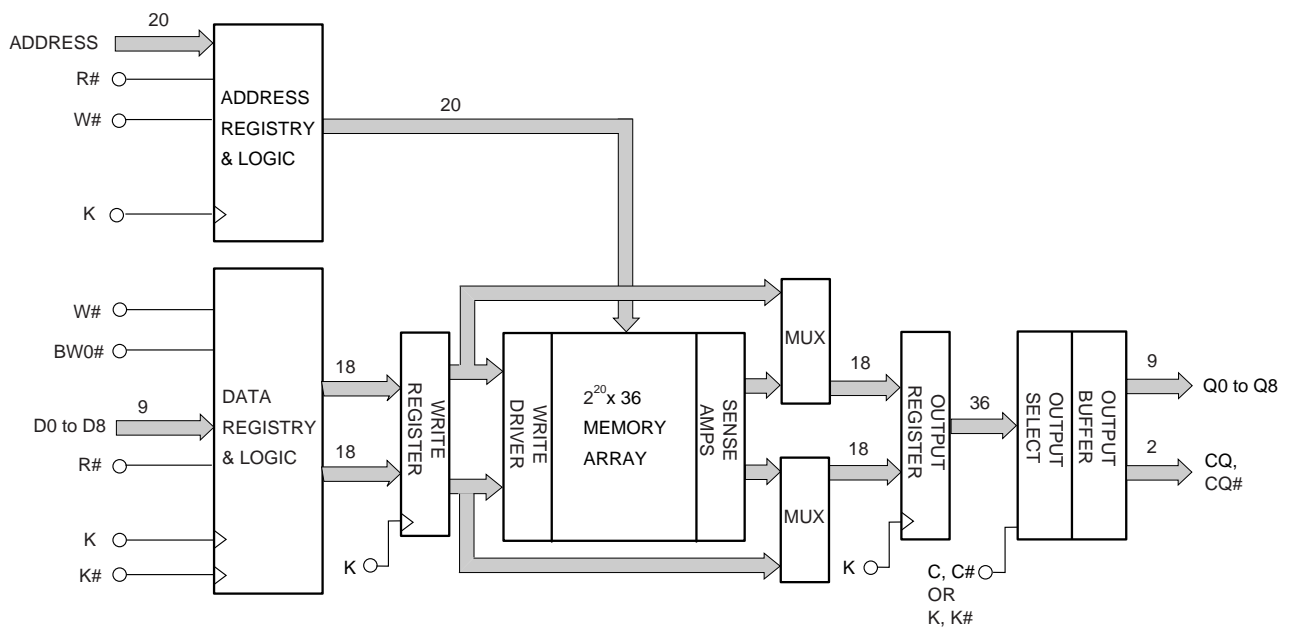 20
ADDRESS
R#
W#
K
ADDRESS
REGISTRY
& LOGIC
20
W#
BW0#
9
D0 to D8
R#
K
K#
DATA
REGISTRY
& LOGIC
18
18
WRITE
REGISTER
K
WRITE
DRIVER
2^20 x 36
MEMORY
ARRAY
SENSE
AMPS
MUX
MUX
18
18
OUTPUT
REGISTER
K
36
OUTPUT
SELECT
OUTPUT
BUFFER
C, C#
OR
K, K#
9
Q0 to Q8
2
CQ,
CQ#